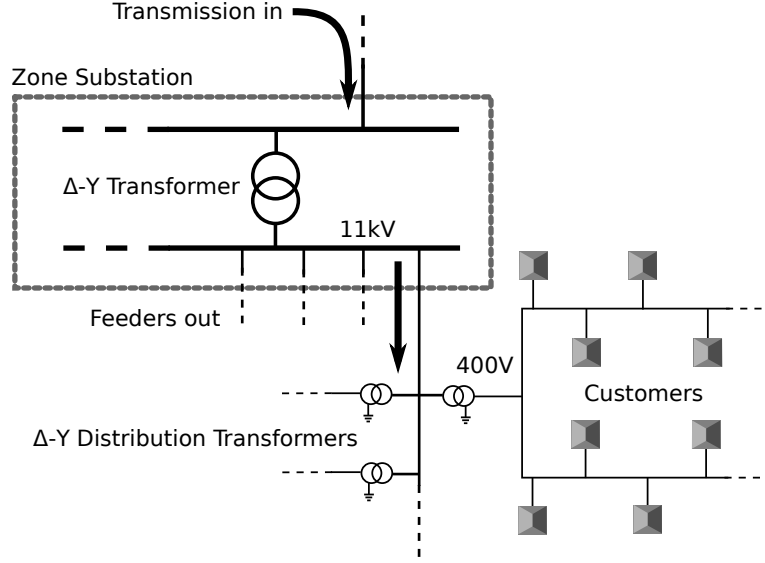 Transmission in
Zone Substation
Δ-Y Transformer
11kV
Feeders out
400V
Customers
Δ-Y Distribution Transformers